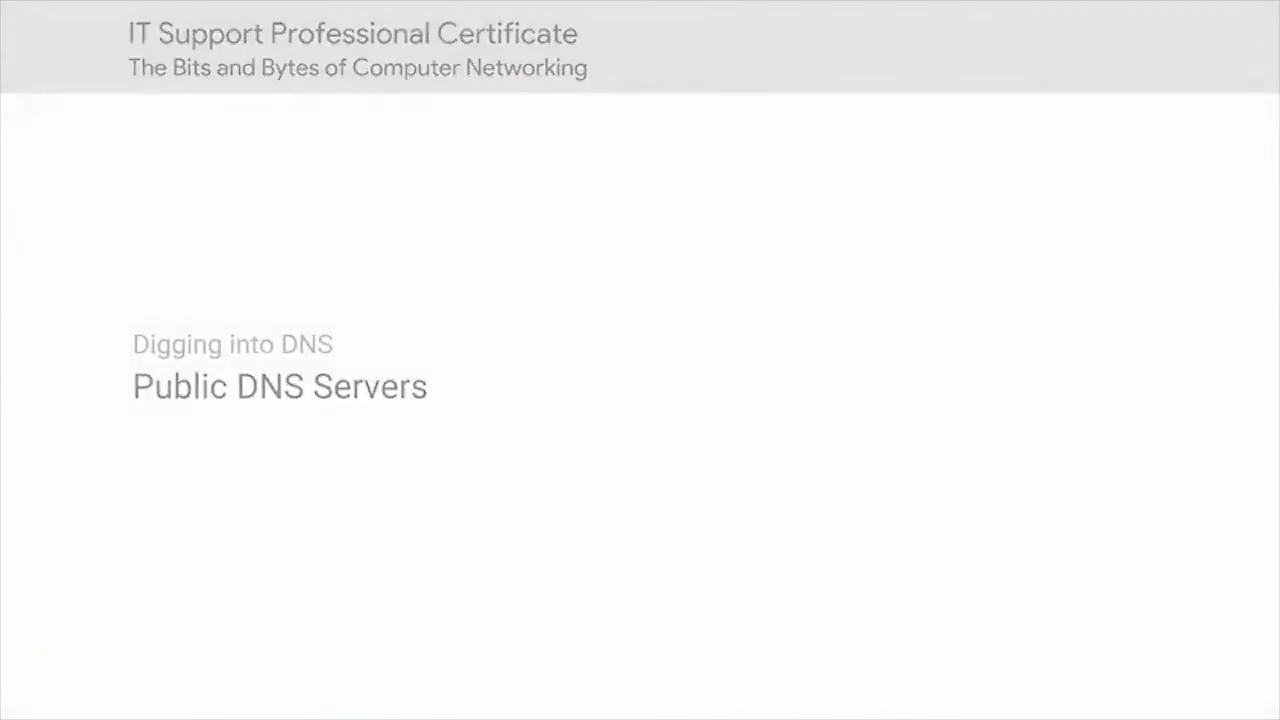 IT Support Professional Certificate
The Bits and Bytes of Computer Networking
Digging into DNS
Public DNS Servers